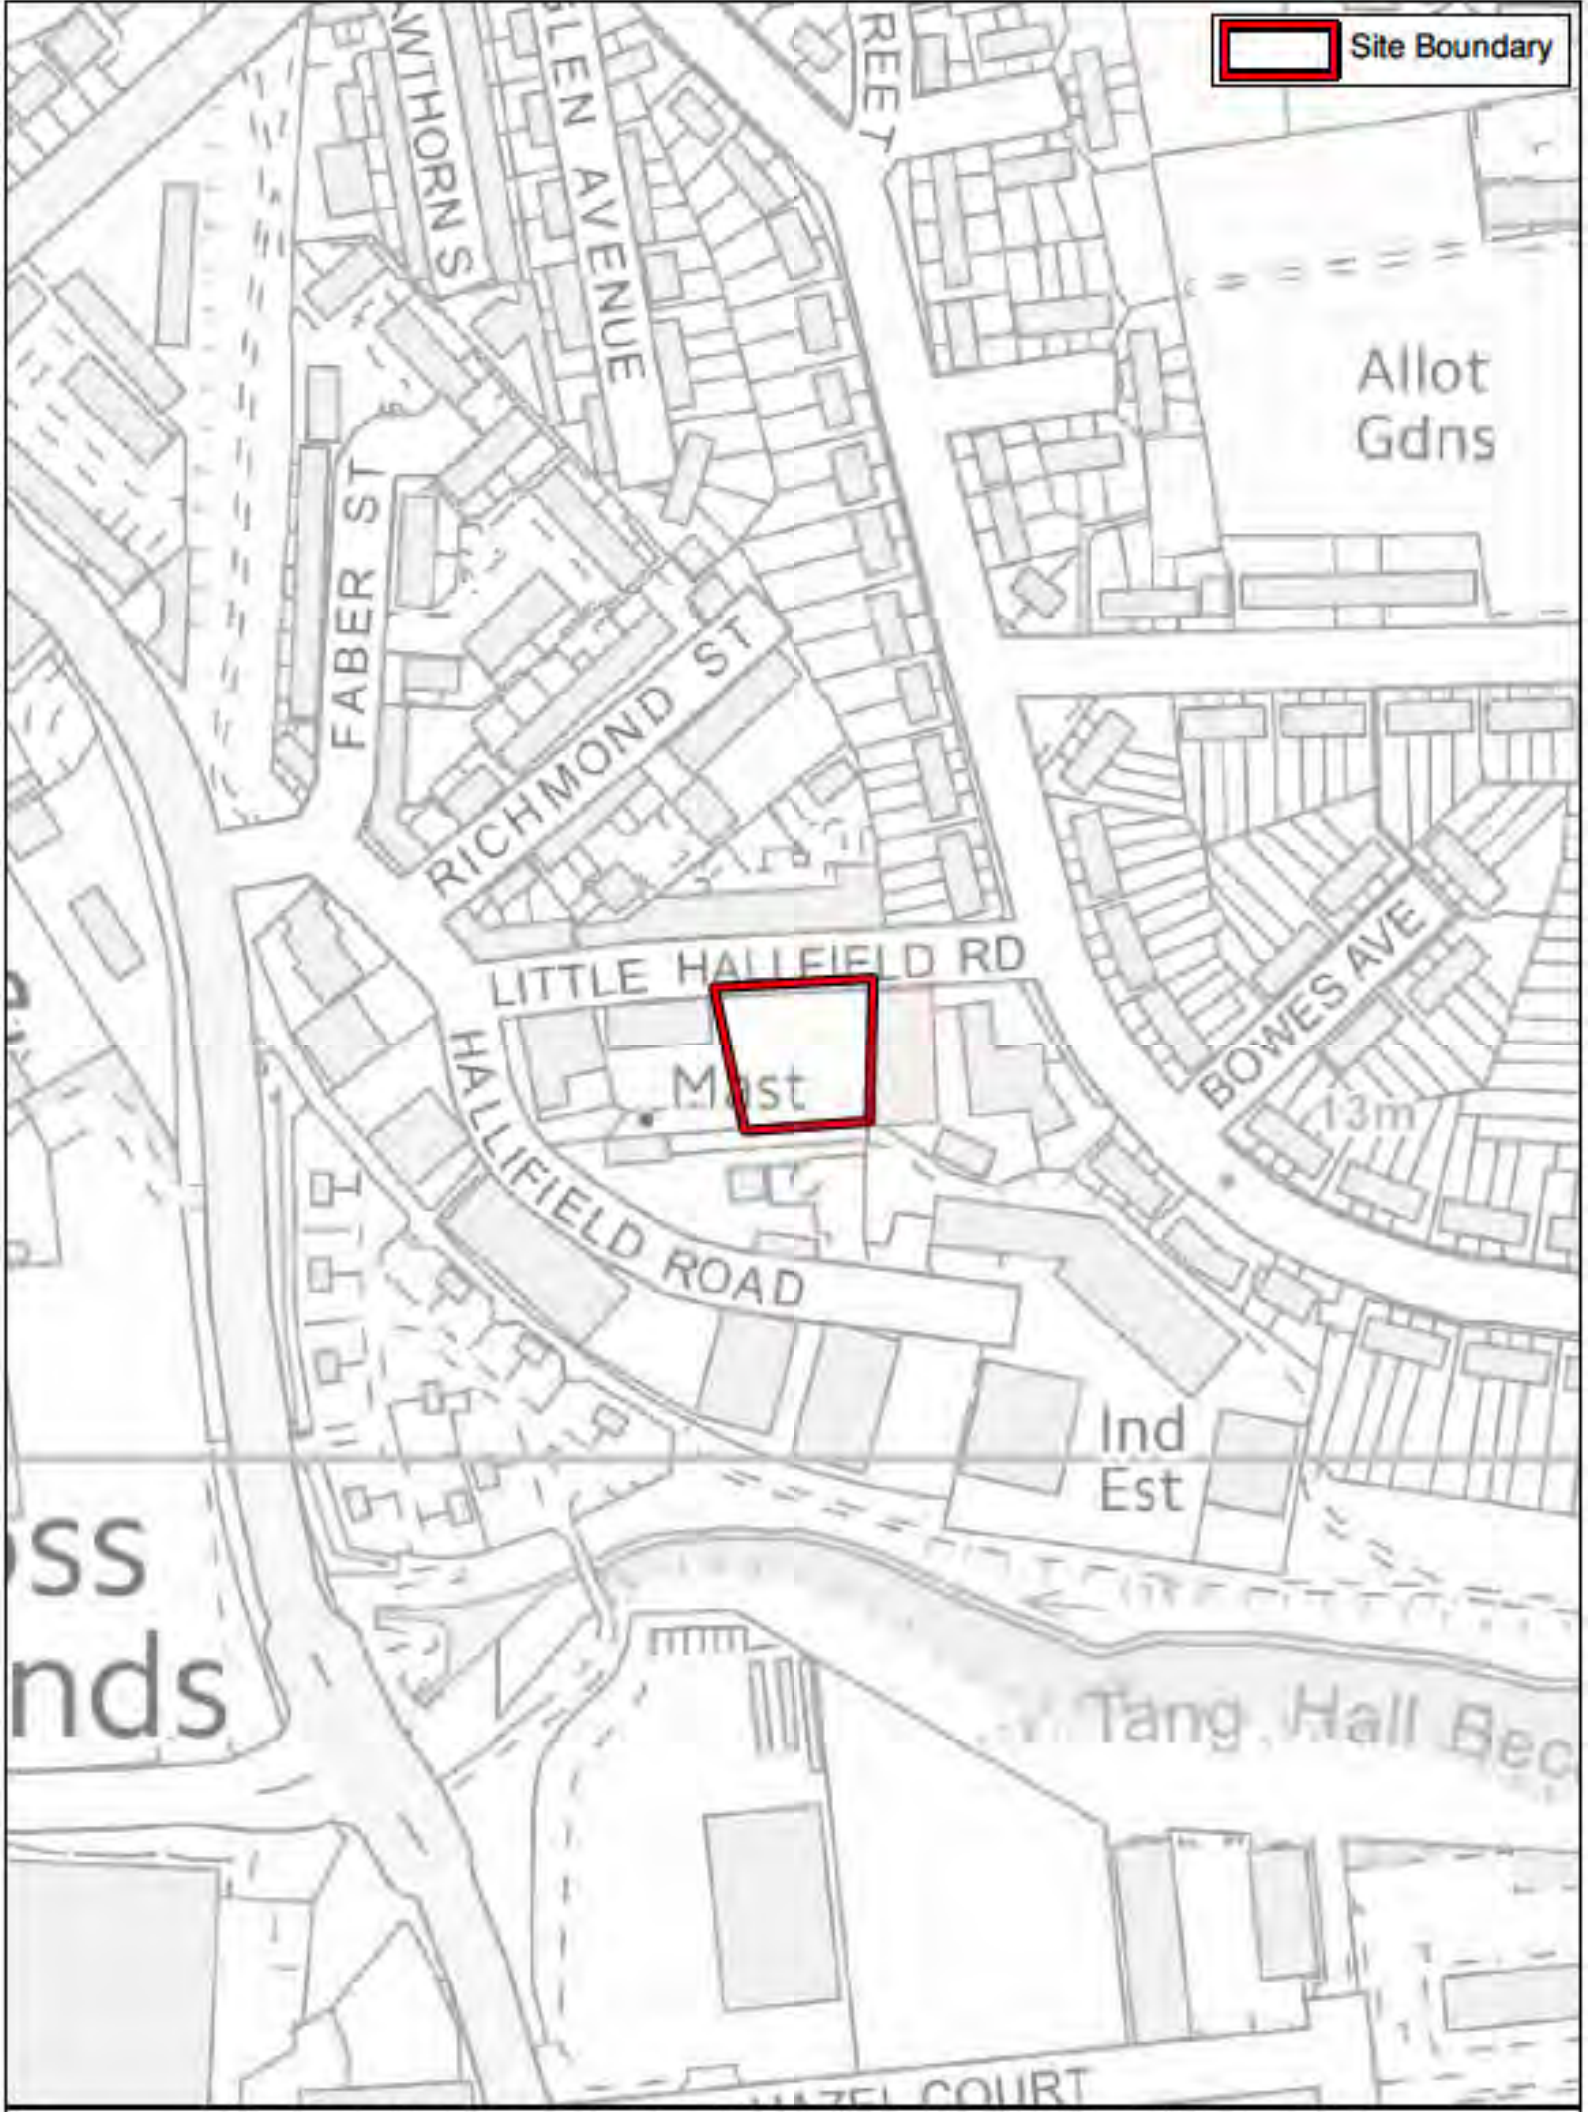 Site Boundary
AWTHORN S
GLEN AVENUE
REET
Allot
Gdns
FABER ST
RICHMOND ST
LITTLE HALLFIELD RD
BOWES AVE
Mast
13m
HALLIFIELD ROAD
Ind
Est
oss
nds
Tang Hall Bec
HAZEL COURT